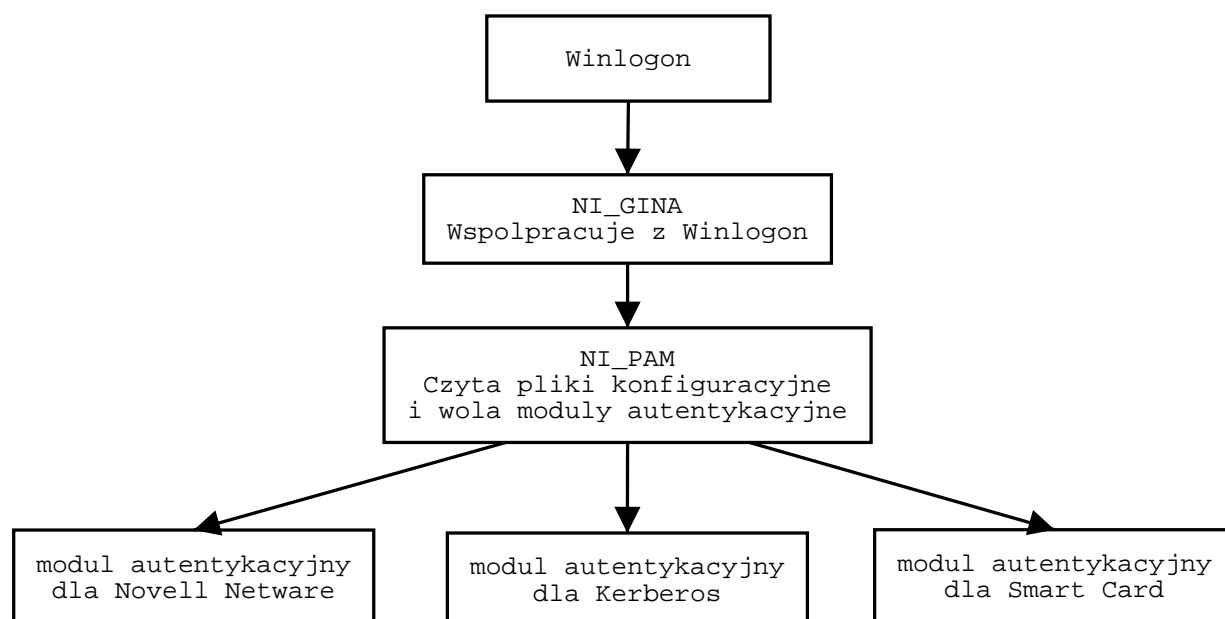 Winlogon
NI_GINA
Wspolpracuje z Winlogon
NI_PAM
Czyta pliki konfiguracyjne
i wola moduly autentykacyjne
modul autentykacyjny
dla Novell Netware
modul autentykacyjny
dla Kerberos
modul autentykacyjny
dla Smart Card